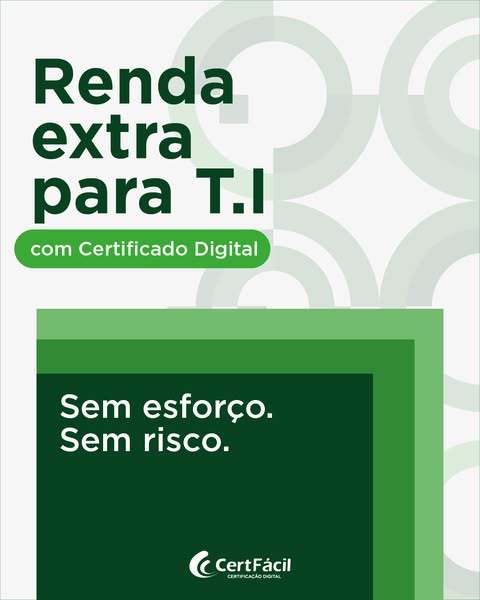 Renda
extra
para T.I
com Certificado Digital
Sem esforço.
Sem risco.
CertFácil
CERTIFICAÇÃO DIGITAL